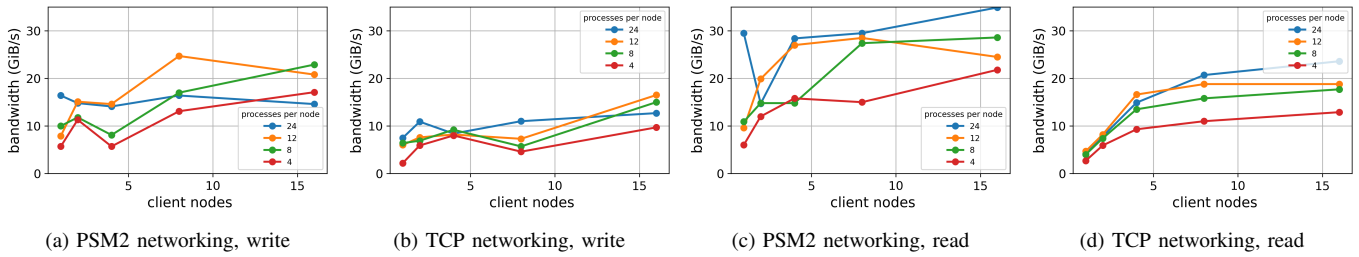 bandwidth (GiB/s)
30
20
10
0
5
10
15
client nodes
processes per node
24
12
8
4
(a) PSM2 networking, write
bandwidth (GiB/s)
30
20
10
0
5
10
15
client nodes
processes per node
24
12
8
4
(b) TCP networking, write
bandwidth (GiB/s)
30
20
10
0
5
10
15
client nodes
processes per node
24
12
8
4
(c) PSM2 networking, read
bandwidth (GiB/s)
30
20
10
0
5
10
15
client nodes
processes per node
24
12
8
4
(d) TCP networking, read